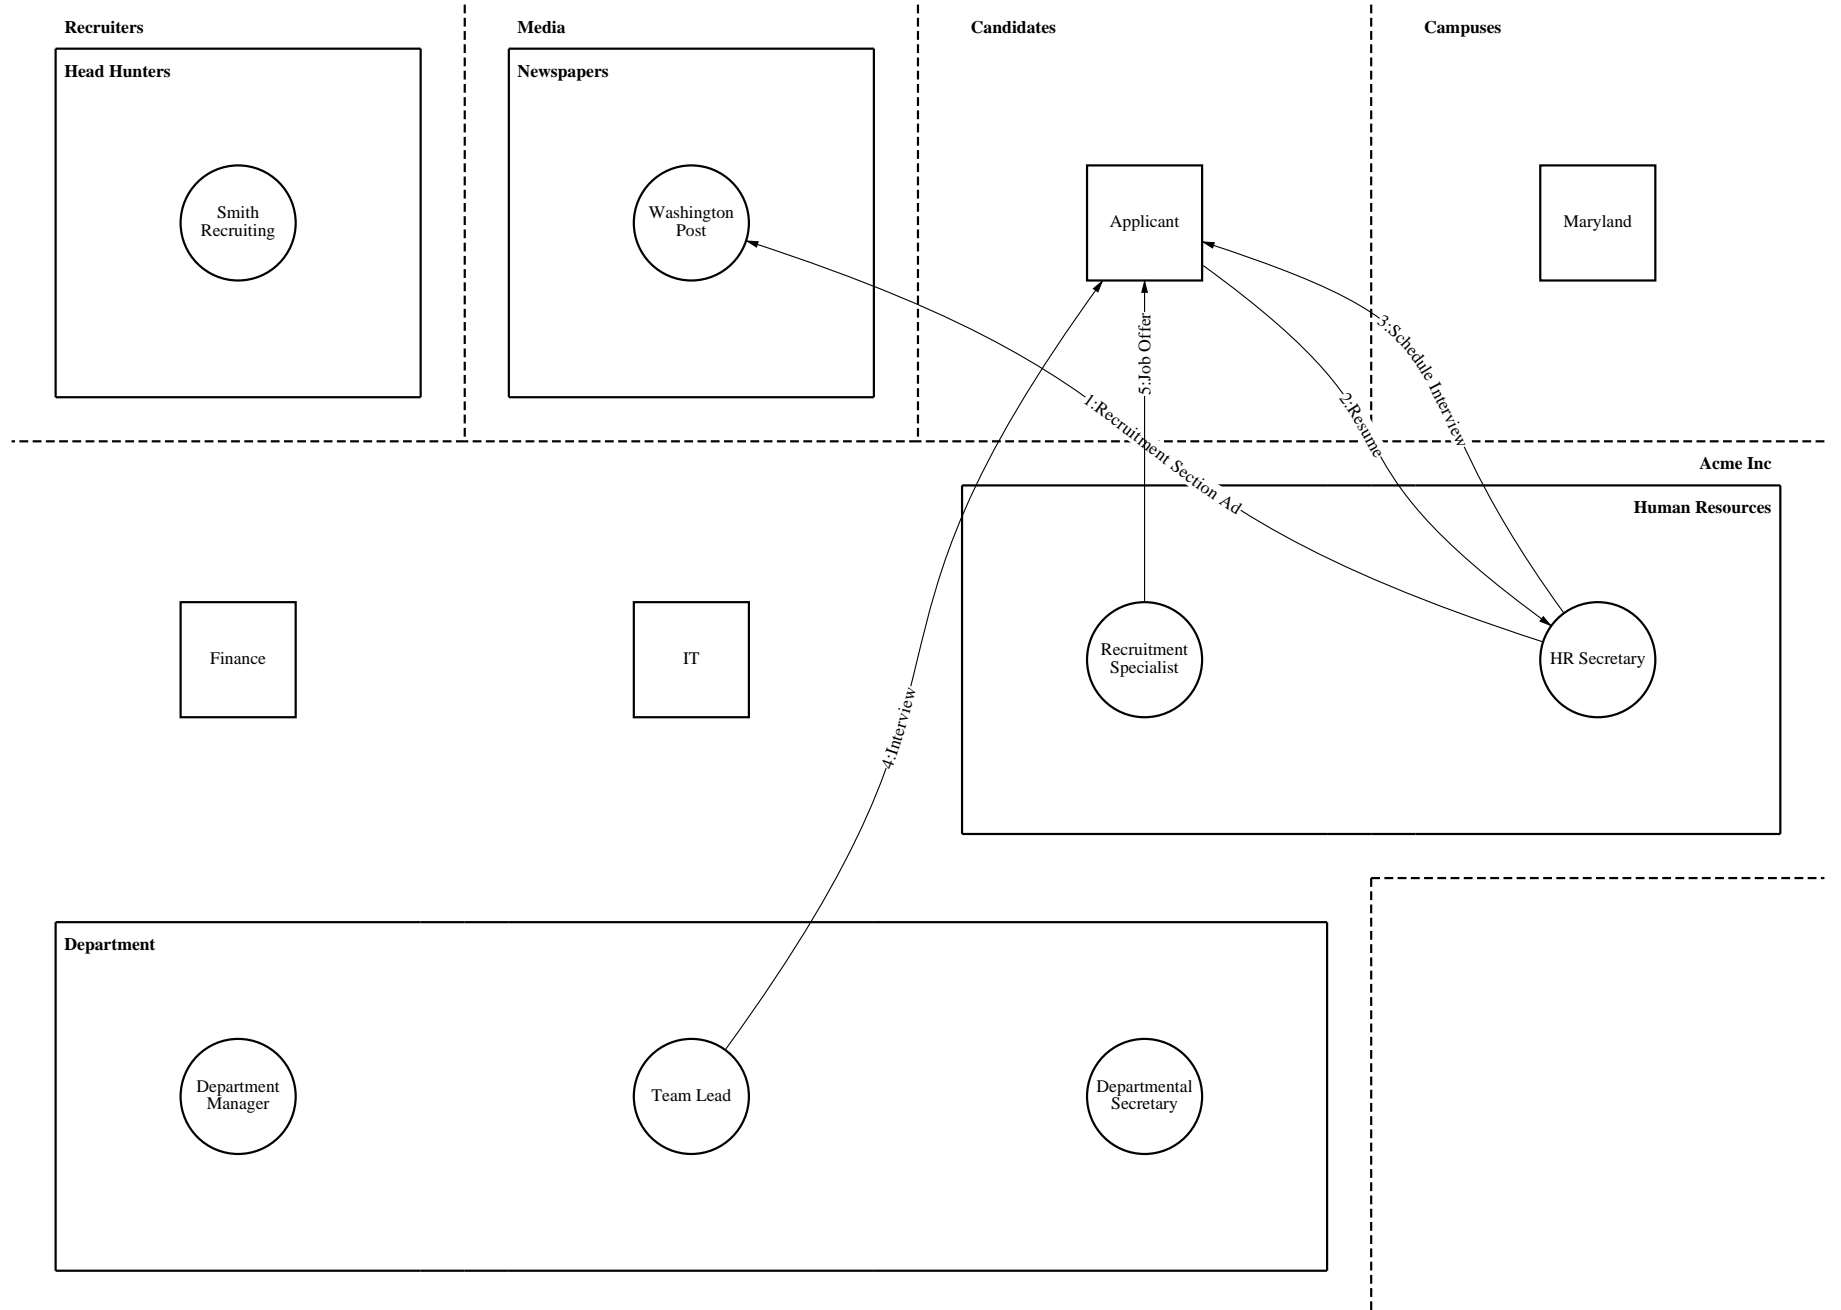 Recruiters
Media
Candidates
Campuses
Head Hunters
Newspapers
Smith
Recruiting
Washington
Post
Applicant
Maryland
5:Job Offer
3:Schedule Interview
1:Recruitment Section Ad
2:Resume
Acme Inc
Human Resources
Finance
IT
Recruitment
Specialist
HR Secretary
4:Interview
Department
Department
Manager
Team Lead
Departmental
Secretary